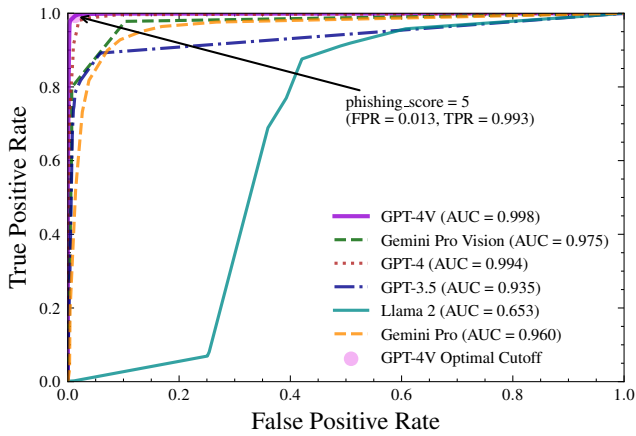 1.0
0.8
0.6
0.4
0.2
0.0
True Positive Rate
phishing_score = 5
(FPR = 0.013, TPR = 0.993)
GPT-4V (AUC = 0.998)
Gemini Pro Vision (AUC = 0.975)
GPT-4 (AUC = 0.994)
GPT-3.5 (AUC = 0.935)
Llama 2 (AUC = 0.653)
Gemini Pro (AUC = 0.960)
GPT-4V Optimal Cutoff
0.0 0.2 0.4 0.6 0.8 1.0
False Positive Rate